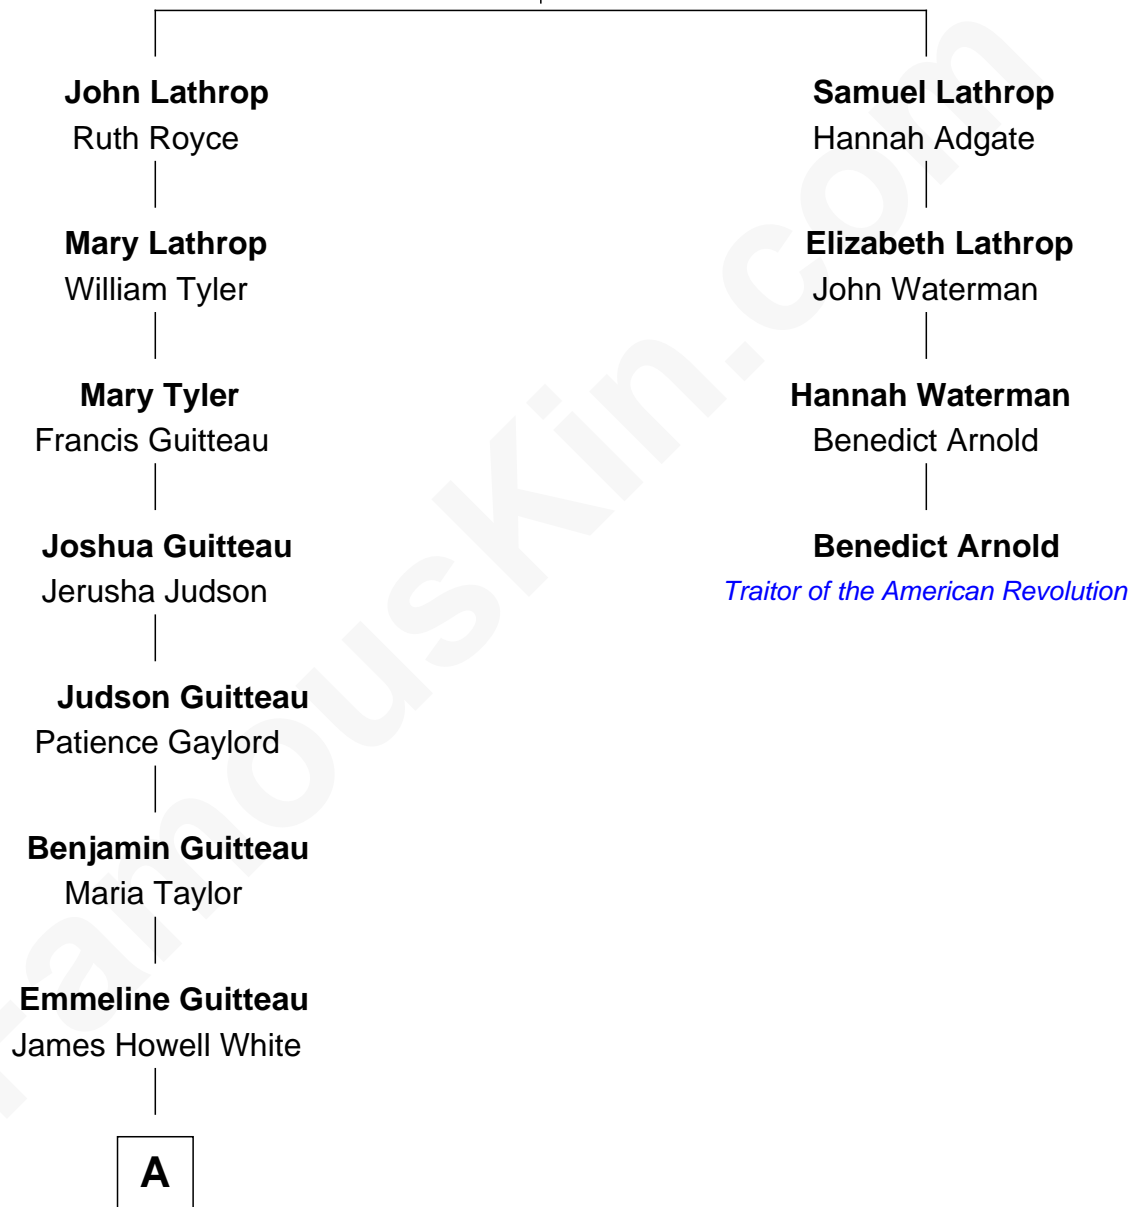 John Lathrop
Ruth Royce
Mary Lathrop
William Tyler
Mary Tyler
Francis Guitteau
Joshua Guitteau
Jerusha Judson
Judson Guitteau
Patience Gaylord
Benjamin Guitteau
Maria Taylor
Emmeline Guitteau
James Howell White
A
Samuel Lathrop
Hannah Adgate
Elizabeth Lathrop
John Waterman
Hannah Waterman
Benedict Arnold
Benedict Arnold
Traitor of the American Revolution
FamousKin.com